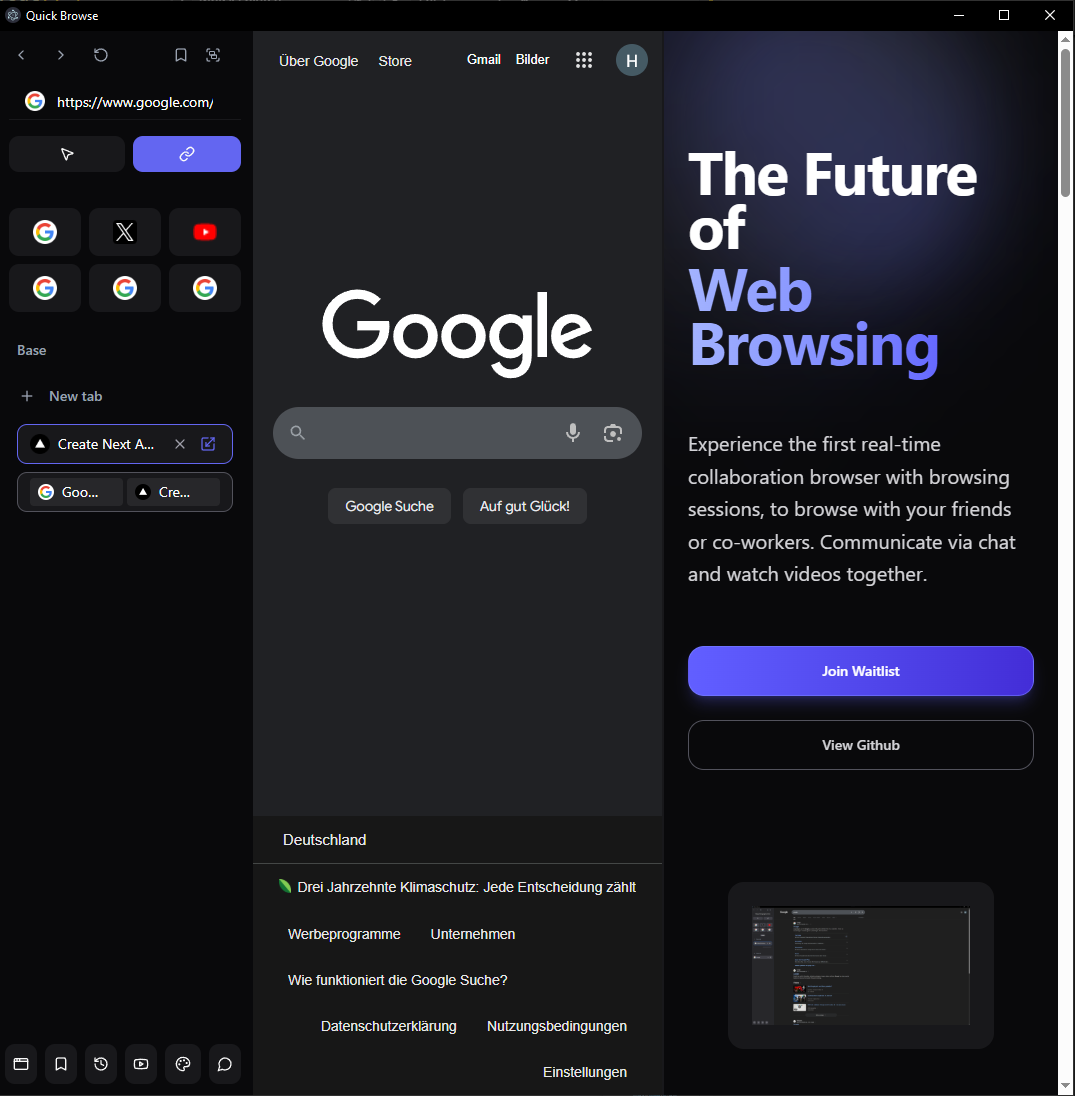 Quick Browse
https://www.google.com/
Base
New tab
Create Next A...
Goo...
Cre...
Über Google
Store
Gmail
Bilder
H
Google
Google Suche
Auf gut Glück!
Deutschland
Drei Jahrzehnte Klimaschutz: Jede Entscheidung zählt
Werbeprogramme
Unternehmen
Wie funktioniert die Google Suche?
Datenschutzerklärung
Nutzungsbedingungen
Einstellungen
The Future
of
Web
Browsing
Experience the first real-time
collaboration browser with browsing
sessions, to browse with your friends
or co-workers. Communicate via chat
and watch videos together.
Join Waitlist
View Github